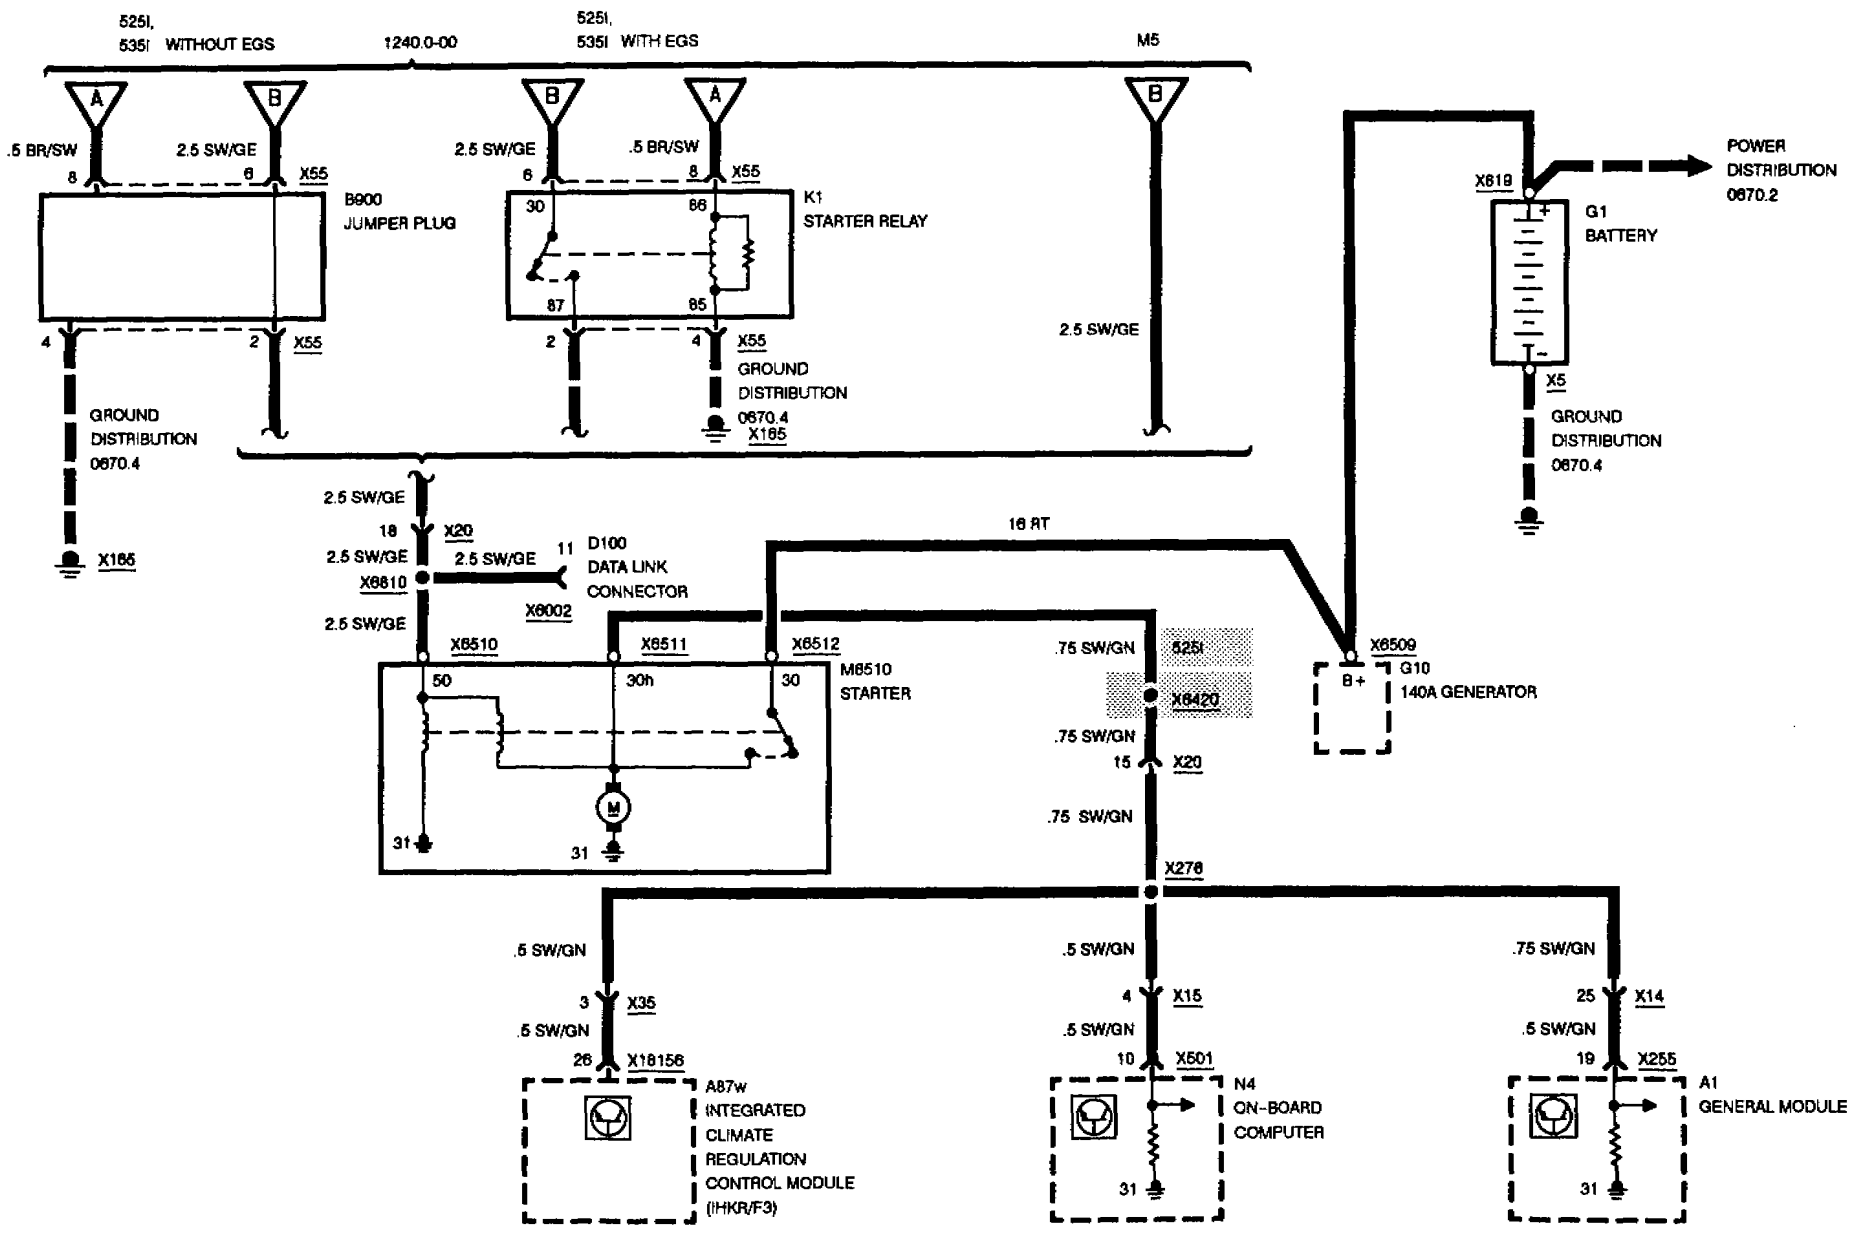 525I,
535I WITHOUT EGS
1240.0-00
525I,
535I WITH EGS
M5
A
B
B
A
B
.5 BR/SW
2.5 SW/GE
2.5 SW/GE
.5 BR/SW
8
6
X55
6
8
X55
B900
JUMPER PLUG
30
86
K1
STARTER RELAY
87
85
4
2
X55
2
4
X55
GROUND
DISTRIBUTION
0670.4
X165
GROUND
DISTRIBUTION
0670.4
X165
2.5 SW/GE
POWER
DISTRIBUTION
0670.2
X619
+
G1
BATTERY
-
X5
GROUND
DISTRIBUTION
0670.4
2.5 SW/GE
18
X20
2.5 SW/GE
2.5 SW/GE
11
D100
DATA LINK
CONNECTOR
X6810
X6002
2.5 SW/GE
16 RT
X6510
X6511
X6512
50
30h
30
M6510
STARTER
M
31
31
.75 SW/GN
525I
X6420
.75 SW/GN
15
X20
.75 SW/GN
X6509
B+
G10
140A GENERATOR
X276
.5 SW/GN
.5 SW/GN
.75 SW/GN
3
X35
4
X15
25
X14
.5 SW/GN
.5 SW/GN
.5 SW/GN
26
X18156
10
X501
19
X255
A87w
INTEGRATED
CLIMATE
REGULATION
CONTROL MODULE
(IHKR/F3)
N4
ON-BOARD
COMPUTER
31
A1
GENERAL MODULE
31